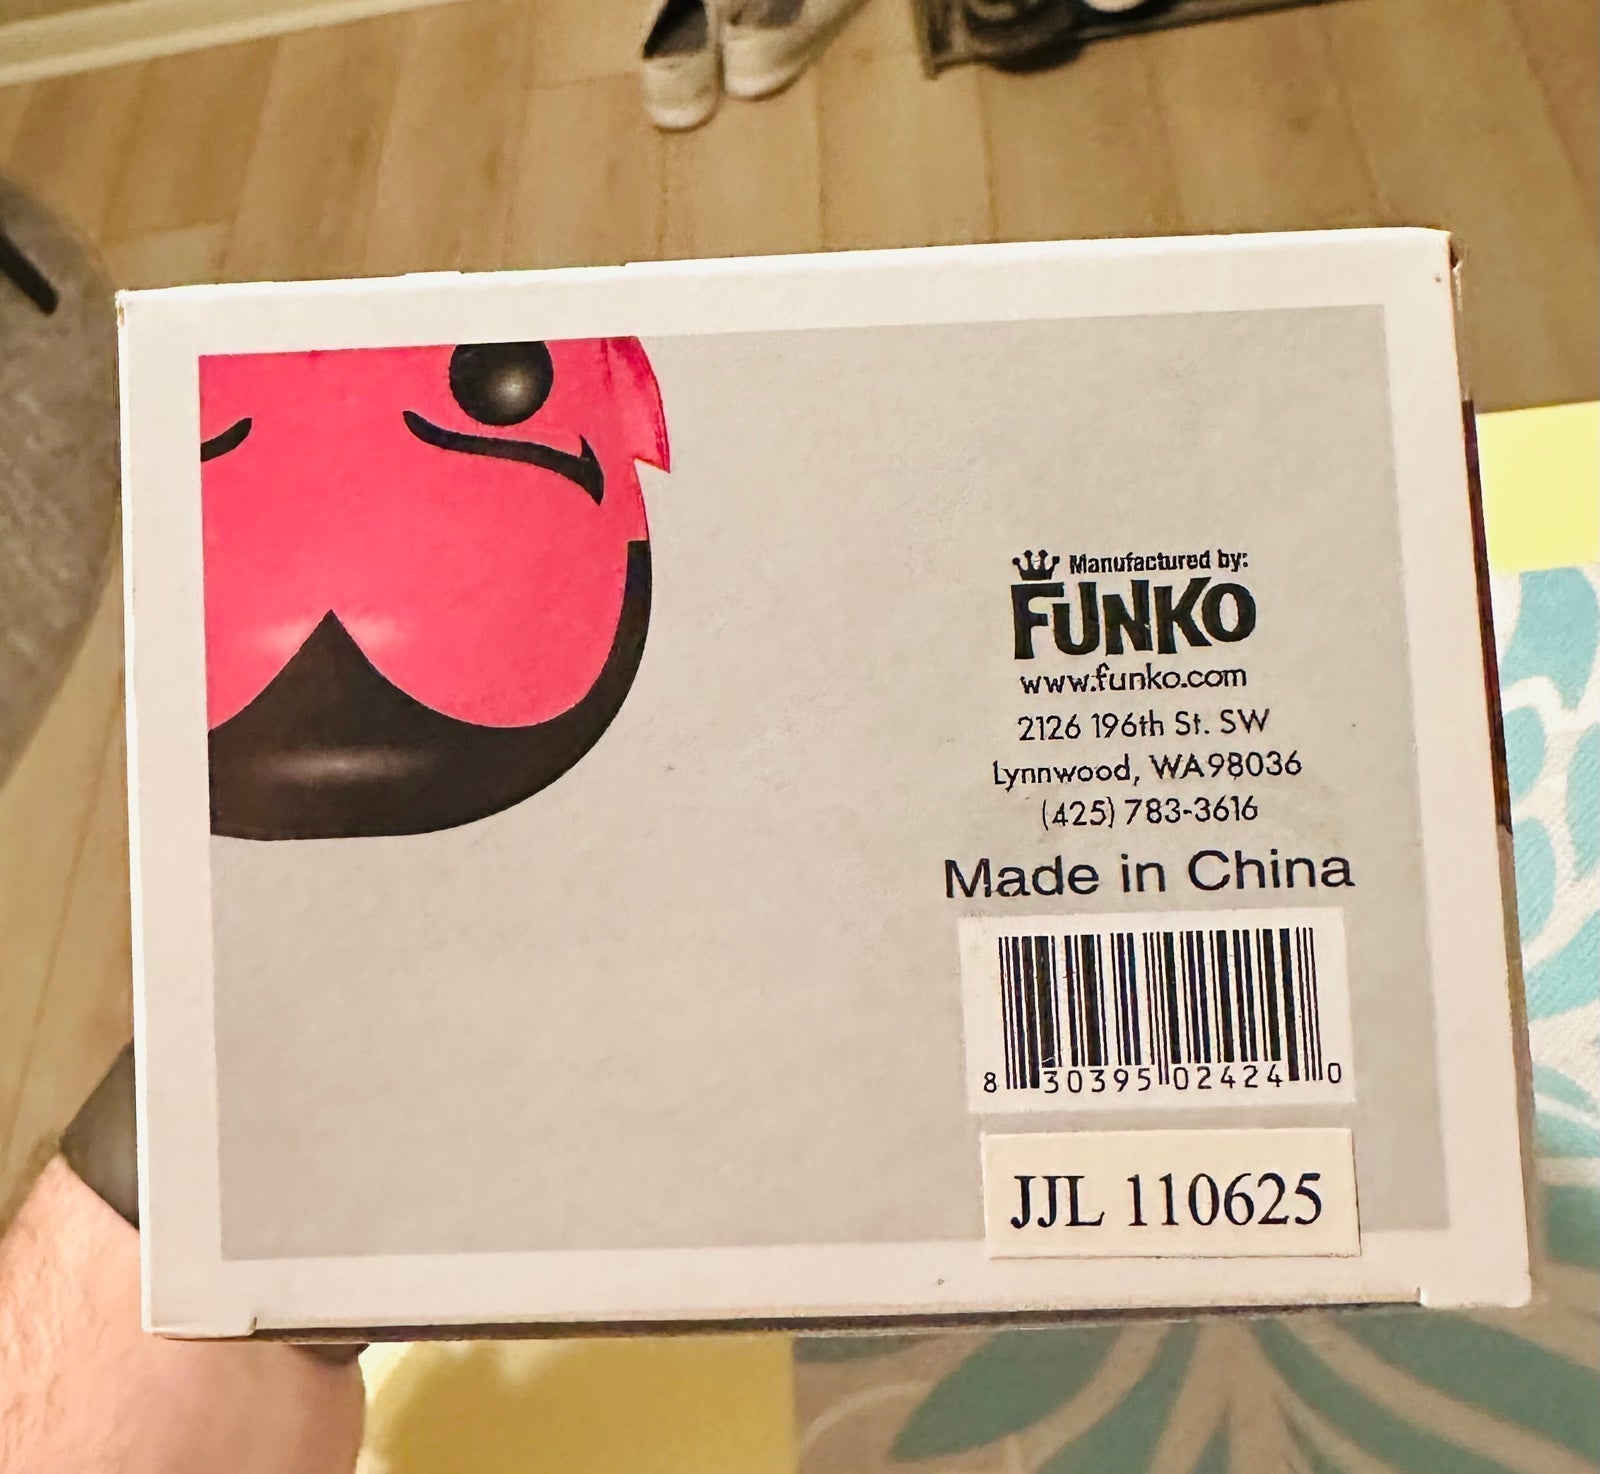 Manufactured by:
FUNKO
www.funko.com
2126 196th St. SW
Lynnwood, WA98036
(425) 783-3616
Made in China
8 30395 02424 0
JJL 110625